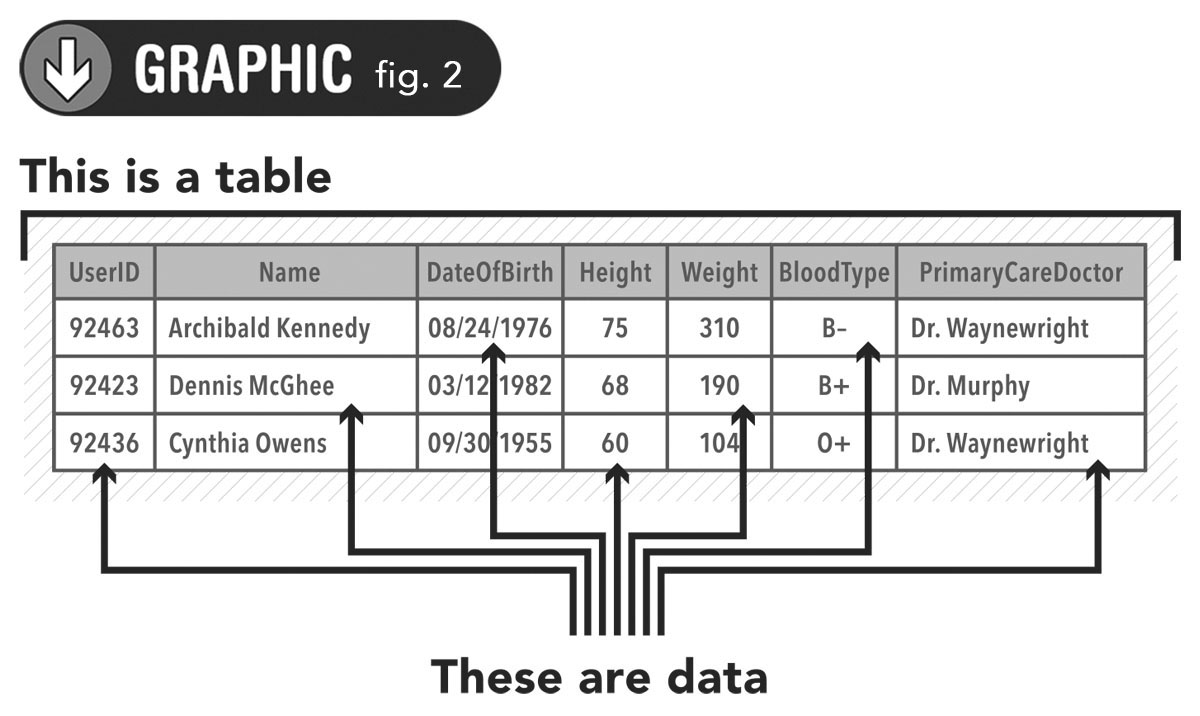 GRAPHIC fig. 2
This is a table
UserID Name DateOfBirth Height Weight BloodType PrimaryCareDoctor
92463 Archibald Kennedy 08/24/1976 75 310 B– Dr. Waynewright
92423 Dennis McGhee 03/12/1982 68 190 B+ Dr. Murphy
92436 Cynthia Owens 09/30/1955 60 104 O+ Dr. Waynewright
These are data